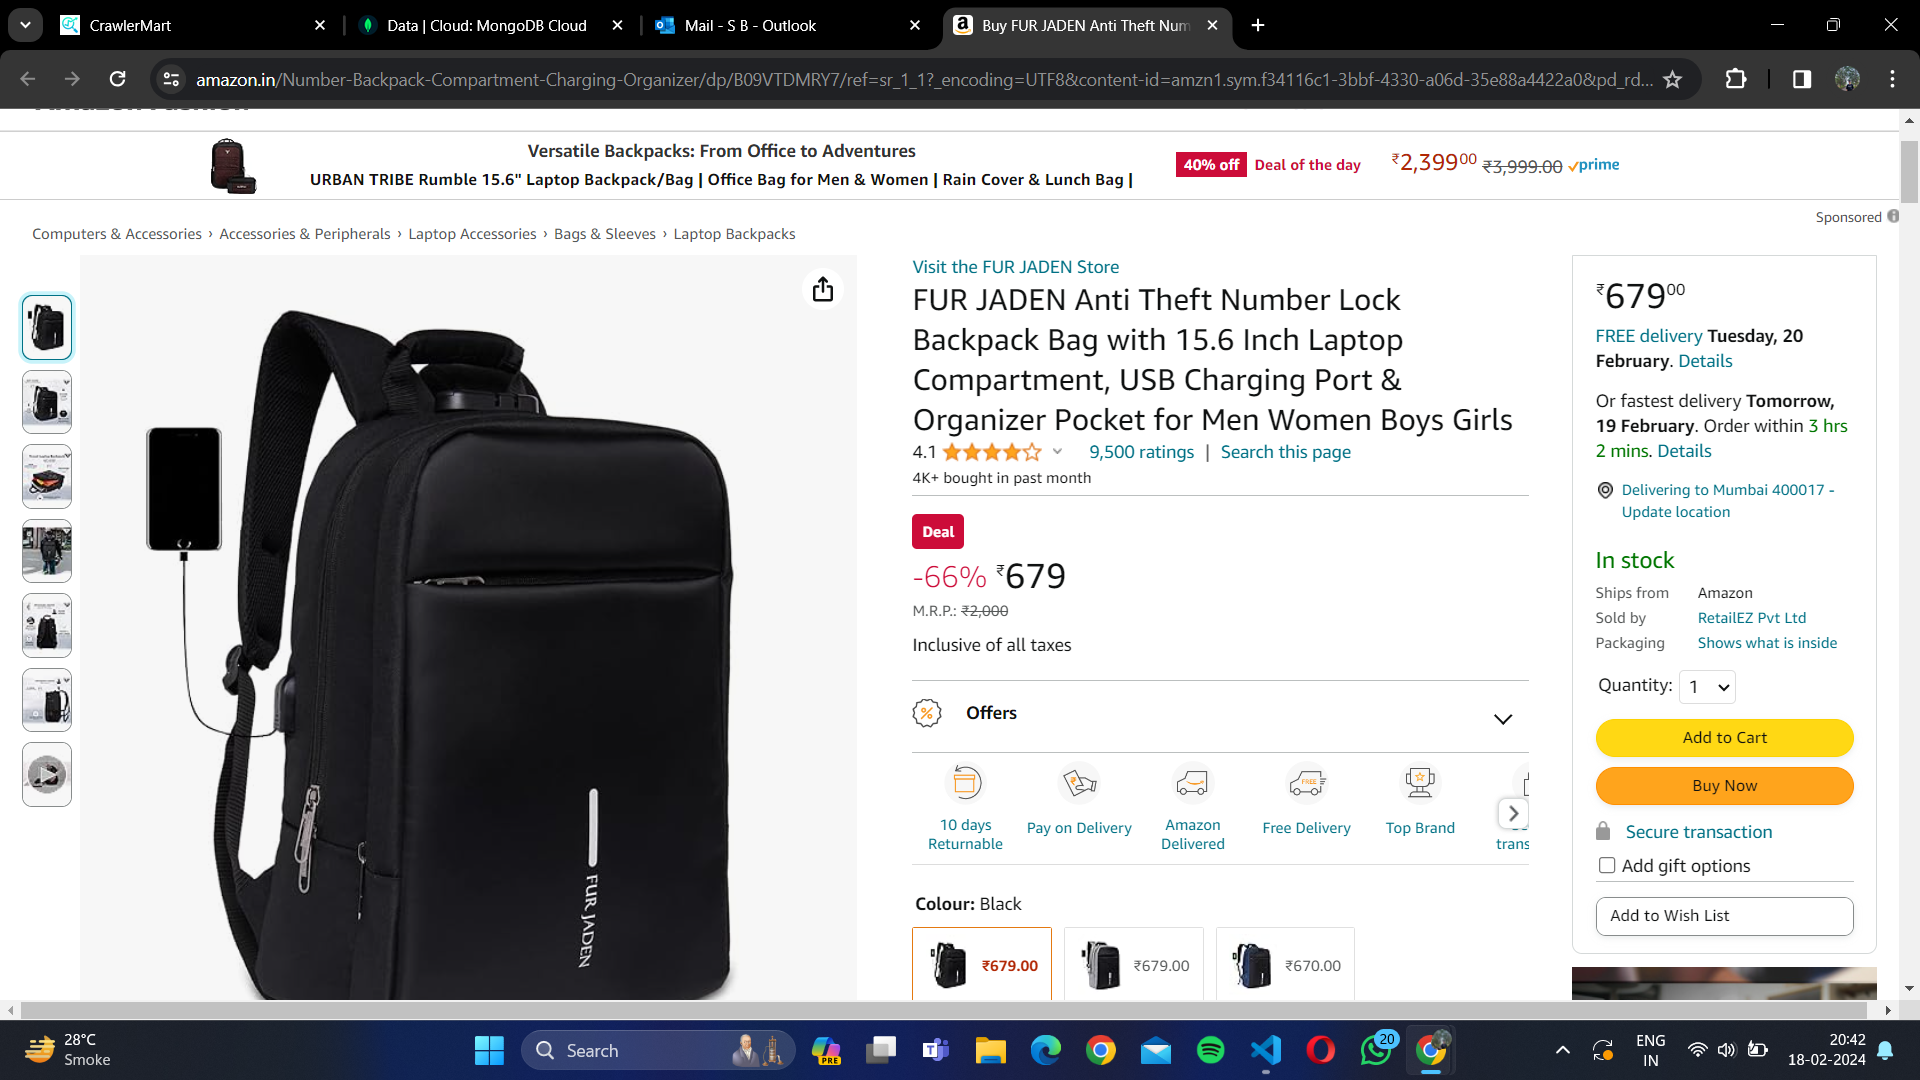 CrawlerMart
Data | Cloud: MongoDB Cloud
Mail - S B - Outlook
Buy FUR JADEN Anti Theft Num
amazon.in/Number-Backpack-Compartment-Charging-Organizer/dp/B09VTDMRY7/ref=sr_1_1?_encoding=UTF8&content-id=amzn1.sym.f34116c1-3bbf-4330-a06d-35e88a4422a0&pd_rd...
Versatile Backpacks: From Office to Adventures
URBAN TRIBE Rumble 15.6" Laptop Backpack/Bag | Office Bag for Men & Women | Rain Cover & Lunch Bag |
40% off Deal of the day
₹2,39900 ₹3,999.00 prime
Sponsored
Computers & Accessories › Accessories & Peripherals › Laptop Accessories › Bags & Sleeves › Laptop Backpacks
FUR JADEN
Visit the FUR JADEN Store
FUR JADEN Anti Theft Number Lock
Backpack Bag with 15.6 Inch Laptop
Compartment, USB Charging Port &
Organizer Pocket for Men Women Boys Girls
4.1 9,500 ratings | Search this page
4K+ bought in past month
Deal
-66% ₹679
M.R.P.: ₹2,000
Inclusive of all taxes
Offers
10 days
Returnable
Pay on Delivery
Amazon
Delivered
Free Delivery
FREE
Top Brand
trans
Colour: Black
₹679.00
₹679.00
₹670.00
₹67900
FREE delivery Tuesday, 20
February. Details
Or fastest delivery Tomorrow,
19 February. Order within 3 hrs
2 mins. Details
Delivering to Mumbai 400017 -
Update location
In stock
Ships from Amazon
Sold by RetailEZ Pvt Ltd
Packaging Shows what is inside
Quantity: 1
Add to Cart
Buy Now
Secure transaction
Add gift options
Add to Wish List
28°C
Smoke
Search
PRE
20
ENG
IN
20:42
18-02-2024